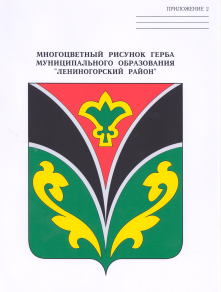 ПРИЛОЖЕНИЕ 2
МНОГОЦВЕТНЫЙ РИСУНОК ГЕРБА
МУНИЦИПАЛЬНОГО ОБРАЗОВАНИЯ
"ЛЕНИНОГОРСКИЙ РАЙОН"